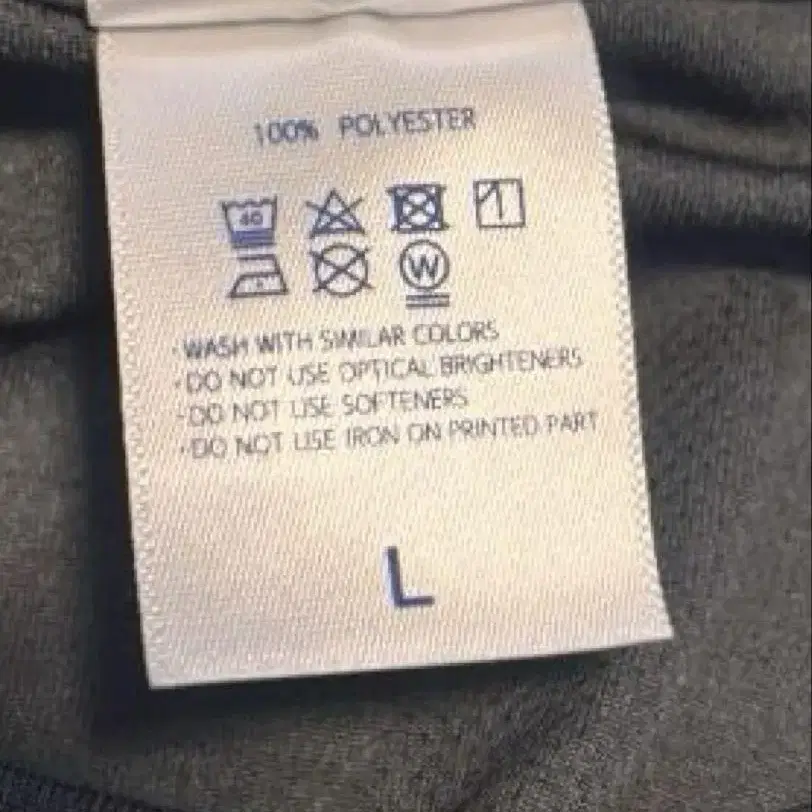 100% POLYESTER
40
W
· WASH WITH SIMILAR COLORS
· DO NOT USE OPTICAL BRIGHTENERS
· DO NOT USE SOFTENERS
· DO NOT USE IRON ON PRINTED PART
L